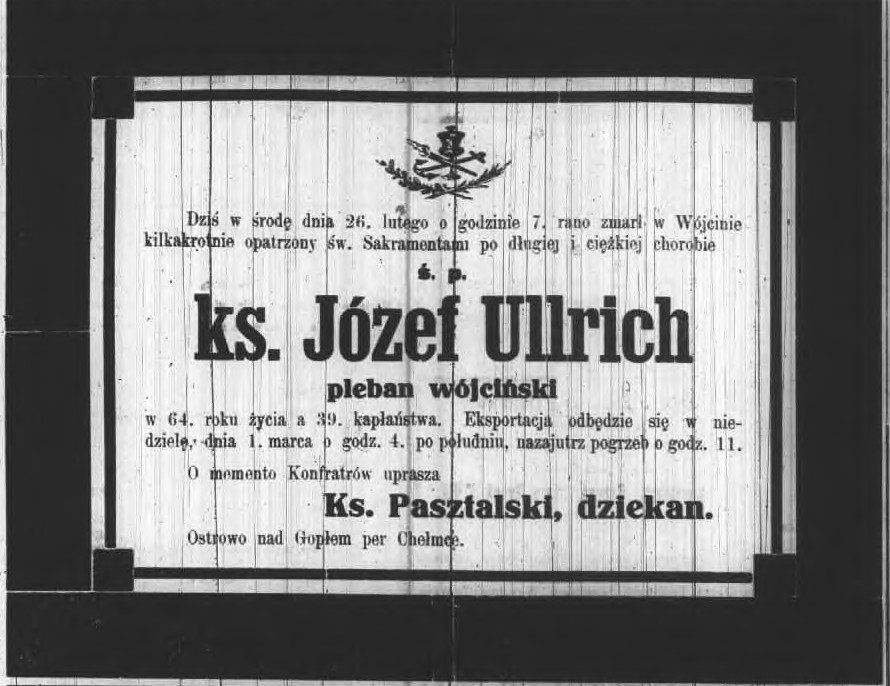 Dziś w środę dnia 26. lutego o godzinie 7. rano zmarł w Wójcinie
kilkakrotnie opatrzony św. Sakramentami po długiej i ciężkiej chorobie
ś. p.
ks. Józef Ullrich
pleban wójciński
w 64. roku życia a 39. kapłaństwa. Eksportacja odbędzie się w nie-
dzielę, dnia 1. marca o godz. 4. po południu, nazajutrz pogrzeb o godz. 11.
O memento Konfratrów uprasza
Ks. Pasztalski, dziekan.
Ostrowo nad Gopłem per Chełmce.